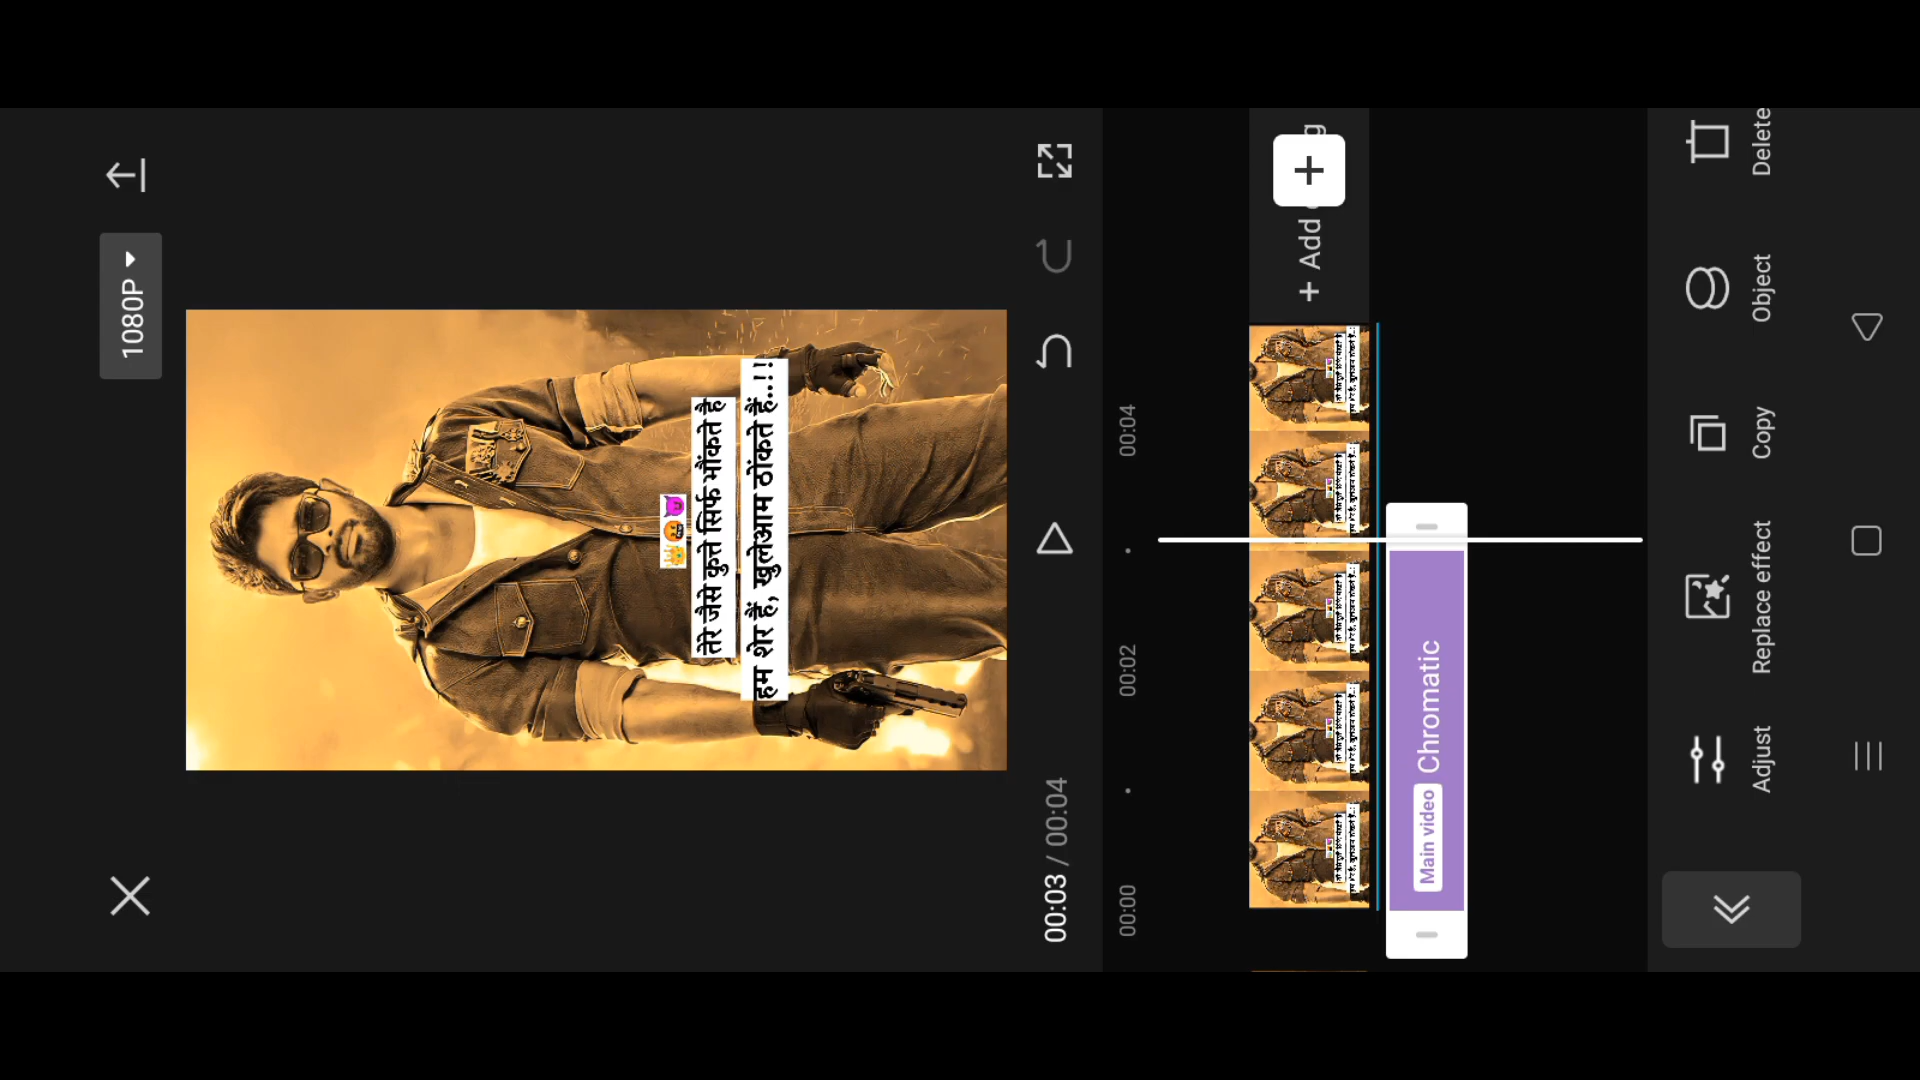 1080P
तेरे जैसे कुत्ते सिर्फ भौंकते है
हम शेर हैं, खुलेआम ठोंकते हैं..!!
00:03 / 00:04
00:00
00:02
00:04
+ Add
Main video Chromatic
Adjust
Replace effect
Copy
Object
Delete